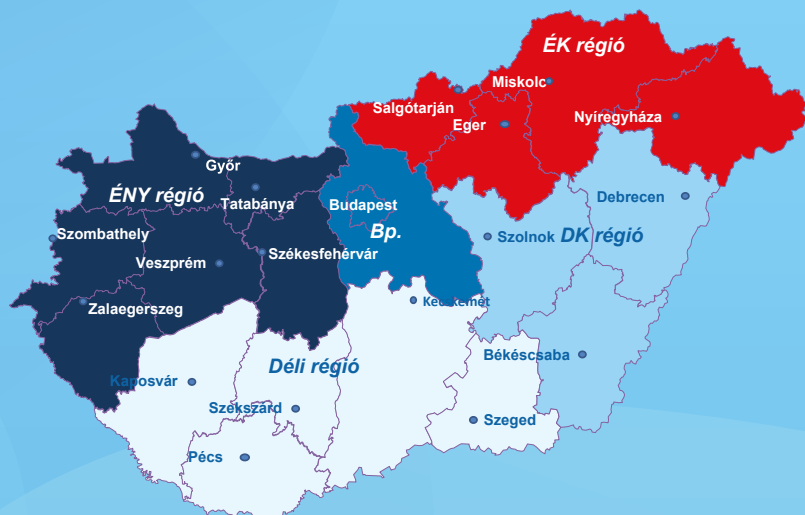 ÉK régió
Miskolc
Salgótarján
Eger
Nyíregyháza
Győr
ÉNY régió
Tatabánya
Budapest
Debrecen
Szombathely
Bp.
Szolnok
DK régió
Székesfehérvár
Veszprém
Zalaegerszeg
Kecskemét
Déli régió
Békéscsaba
Kaposvár
Szekszárd
Szeged
Pécs